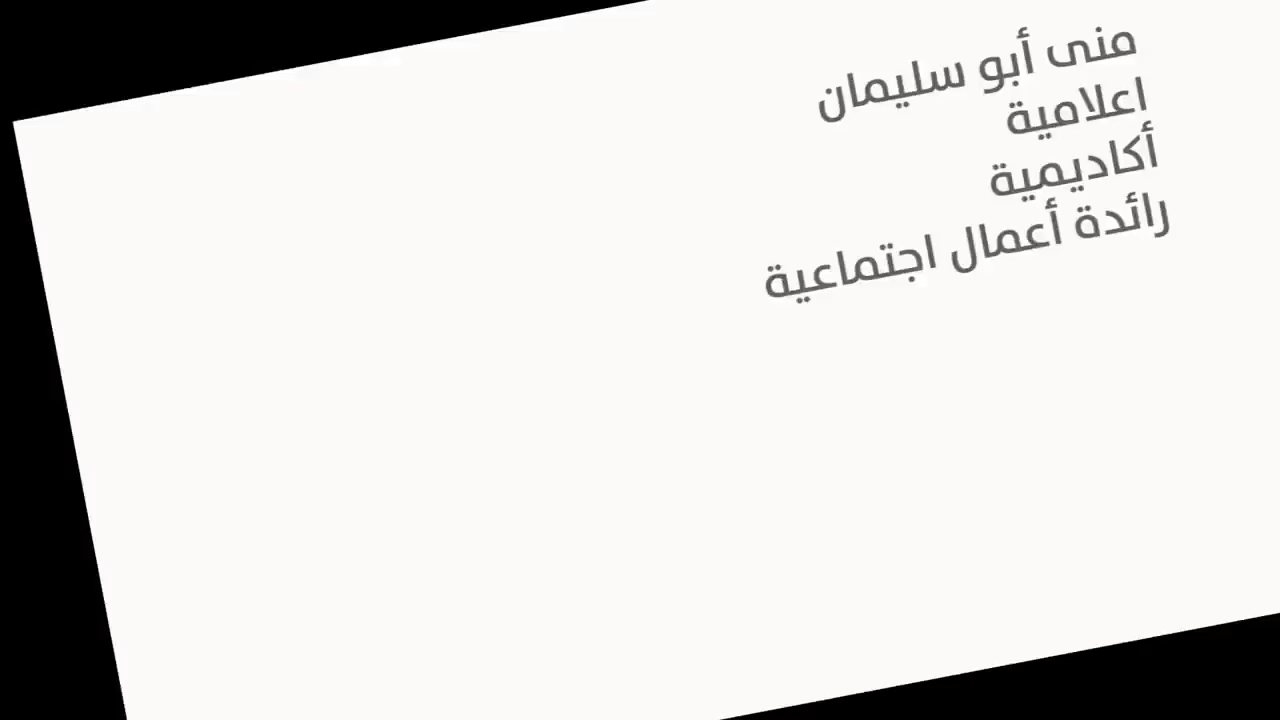 منى أبو سليمان
اعلامية
أكاديمية
رائدة أعمال اجتماعية